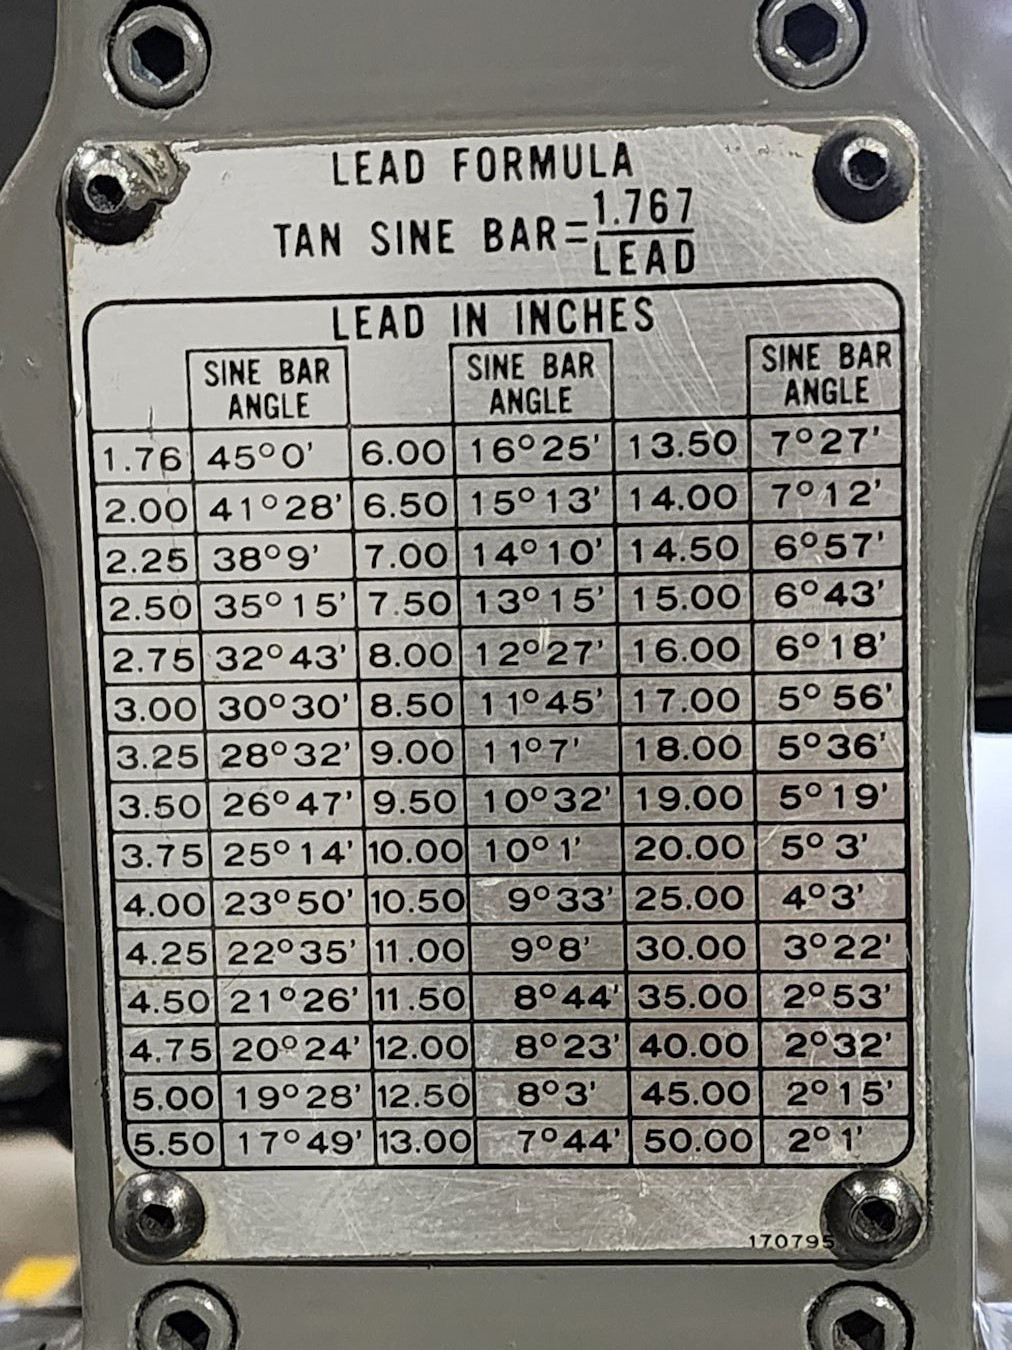 LEAD FORMULA
TAN SINE BAR = 1.767
LEAD
LEAD IN INCHES
SINE BAR ANGLE SINE BAR ANGLE SINE BAR ANGLE
1.76 45°0' 6.00 16°25' 13.50 7°27'
2.00 41°28' 6.50 15°13' 14.00 7°12'
2.25 38°9' 7.00 14°10' 14.50 6°57'
2.50 35°15' 7.50 13°15' 15.00 6°43'
2.75 32°43' 8.00 12°27' 16.00 6°18'
3.00 30°30' 8.50 11°45' 17.00 5°56'
3.25 28°32' 9.00 11°7' 18.00 5°36'
3.50 26°47' 9.50 10°32' 19.00 5°19'
3.75 25°14' 10.00 10°1' 20.00 5°3'
4.00 23°50' 10.50 9°33' 25.00 4°3'
4.25 22°35' 11.00 9°8' 30.00 3°22'
4.50 21°26' 11.50 8°44' 35.00 2°53'
4.75 20°24' 12.00 8°23' 40.00 2°32'
5.00 19°28' 12.50 8°3' 45.00 2°15'
5.50 17°49' 13.00 7°44' 50.00 2°1'
170795